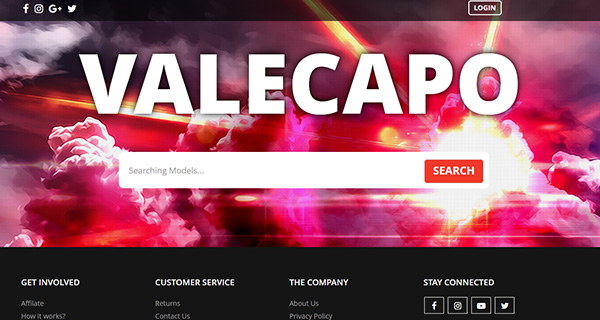 LOGIN
VALECAPO
Searching Models...
SEARCH
GET INVOLVED
Affilate
How it works?
CUSTOMER SERVICE
Returns
Contact Us
THE COMPANY
About Us
Privacy Policy
STAY CONNECTED